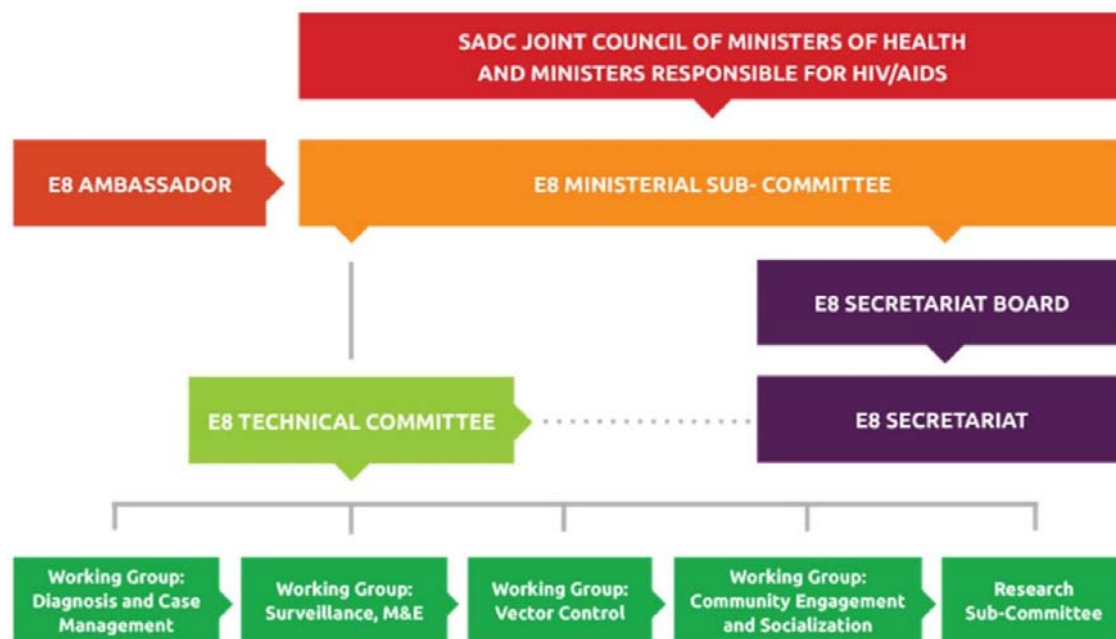 SADC JOINT COUNCIL OF MINISTERS OF HEALTH
AND MINISTERS RESPONSIBLE FOR HIV/AIDS
E8 AMBASSADOR
E8 MINISTERIAL SUB- COMMITTEE
E8 SECRETARIAT BOARD
E8 TECHNICAL COMMITTEE
E8 SECRETARIAT
Working Group:
Diagnosis and Case
Management
Working Group:
Surveillance, M&E
Working Group:
Vector Control
Working Group:
Community Engagement
and Socialization
Research
Sub-Committee